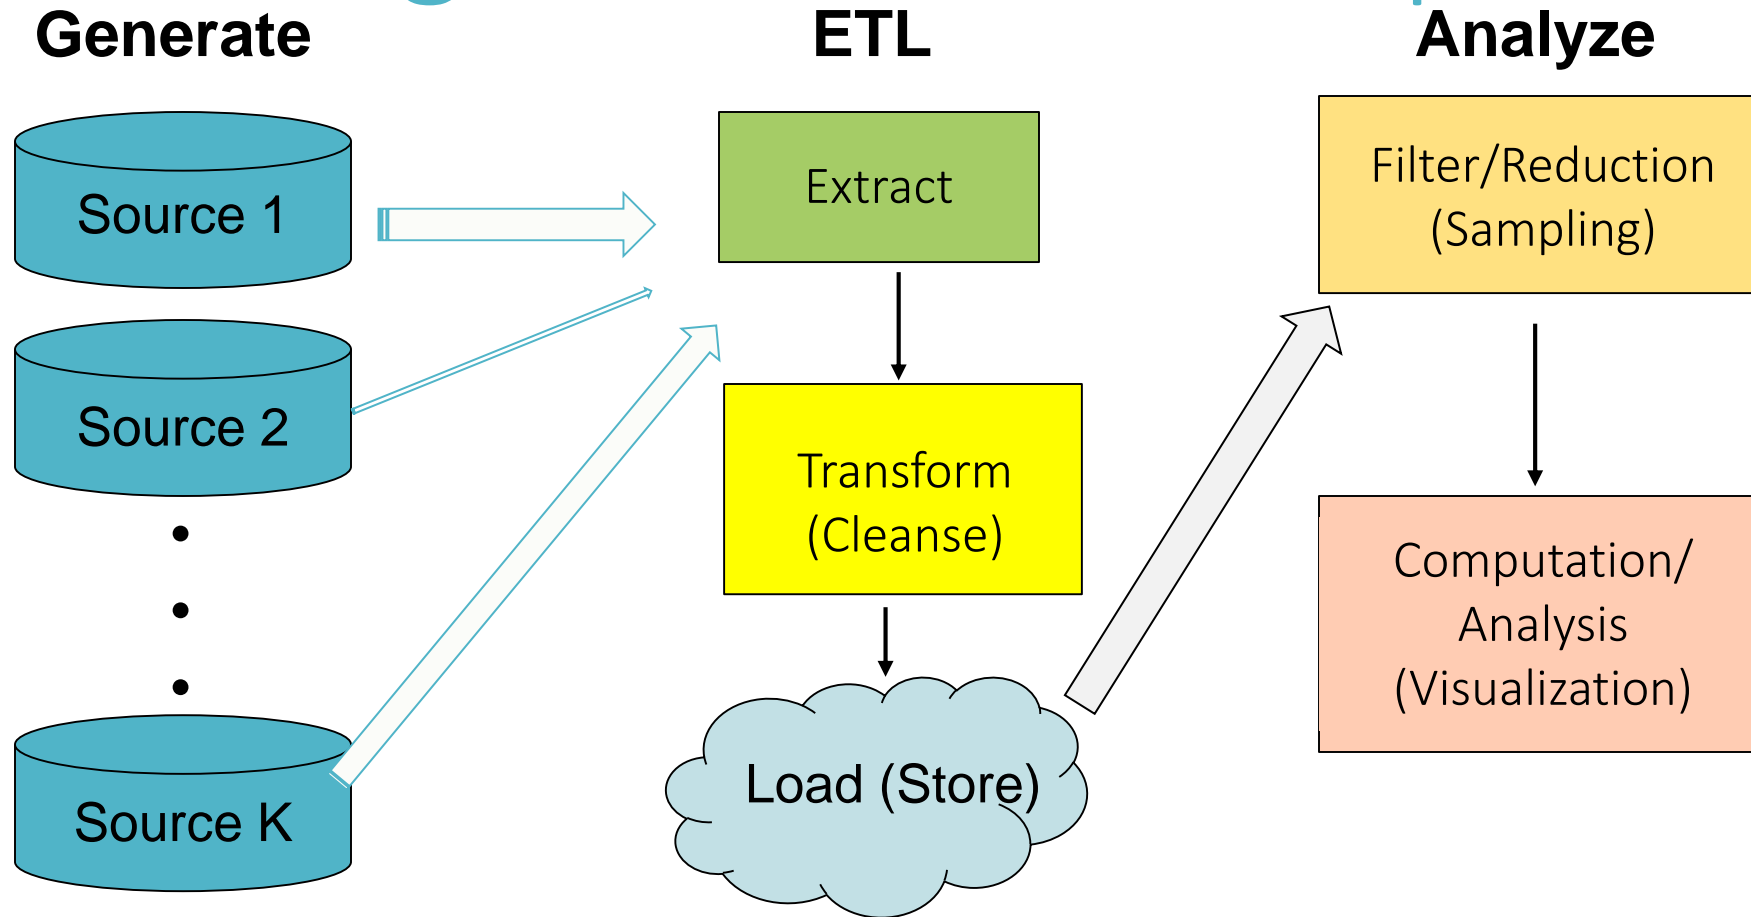 Generate
ETL
Analyze
Source 1
Source 2
Source K
Extract
Transform
(Cleanse)
Load (Store)
Filter/Reduction
(Sampling)
Computation/
Analysis
(Visualization)